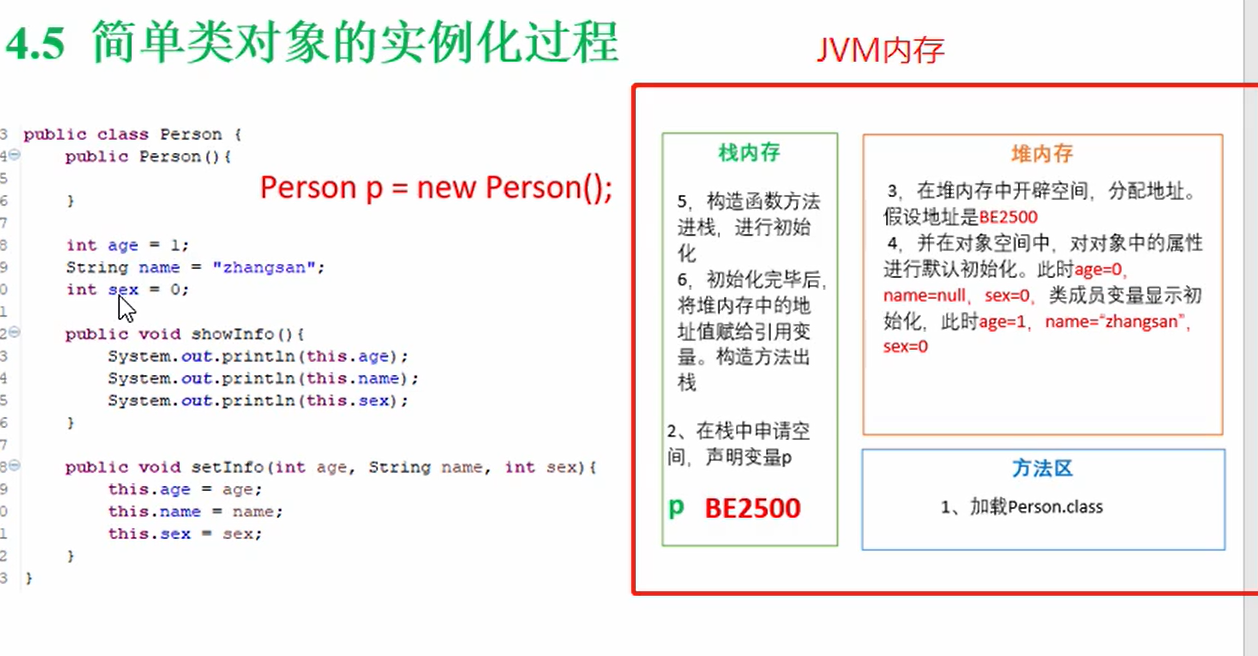 4.5 简单类对象的实例化过程
JVM内存
3 public class Person {
4 public Person(){
5
Person p = new Person();
6 }
7
8 int age = 1;
9 String name = "zhangsan";
0 int sex = 0;
1
2 public void showInfo(){
3 System.out.println(this.age);
4 System.out.println(this.name);
5 System.out.println(this.sex);
6 }
7
8 public void setInfo(int age, String name, int sex){
9 this.age = age;
0 this.name = name;
1 this.sex = sex;
2 }
3 }
栈内存
5，构造函数方法
进栈，进行初始
化
6，初始化完毕后，
将堆内存中的地
址值赋给引用变
量。构造方法出
栈
2、在栈中申请空
间，声明变量p
p BE2500
堆内存
3，在堆内存中开辟空间，分配地址。
假设地址是BE2500
4，并在对象空间中，对对象中的属性
进行默认初始化。此时age=0，
name=null，sex=0，类成员变量显示初
始化，此时age=1，name=“zhangsan”，
sex=0
方法区
1、加载Person.class